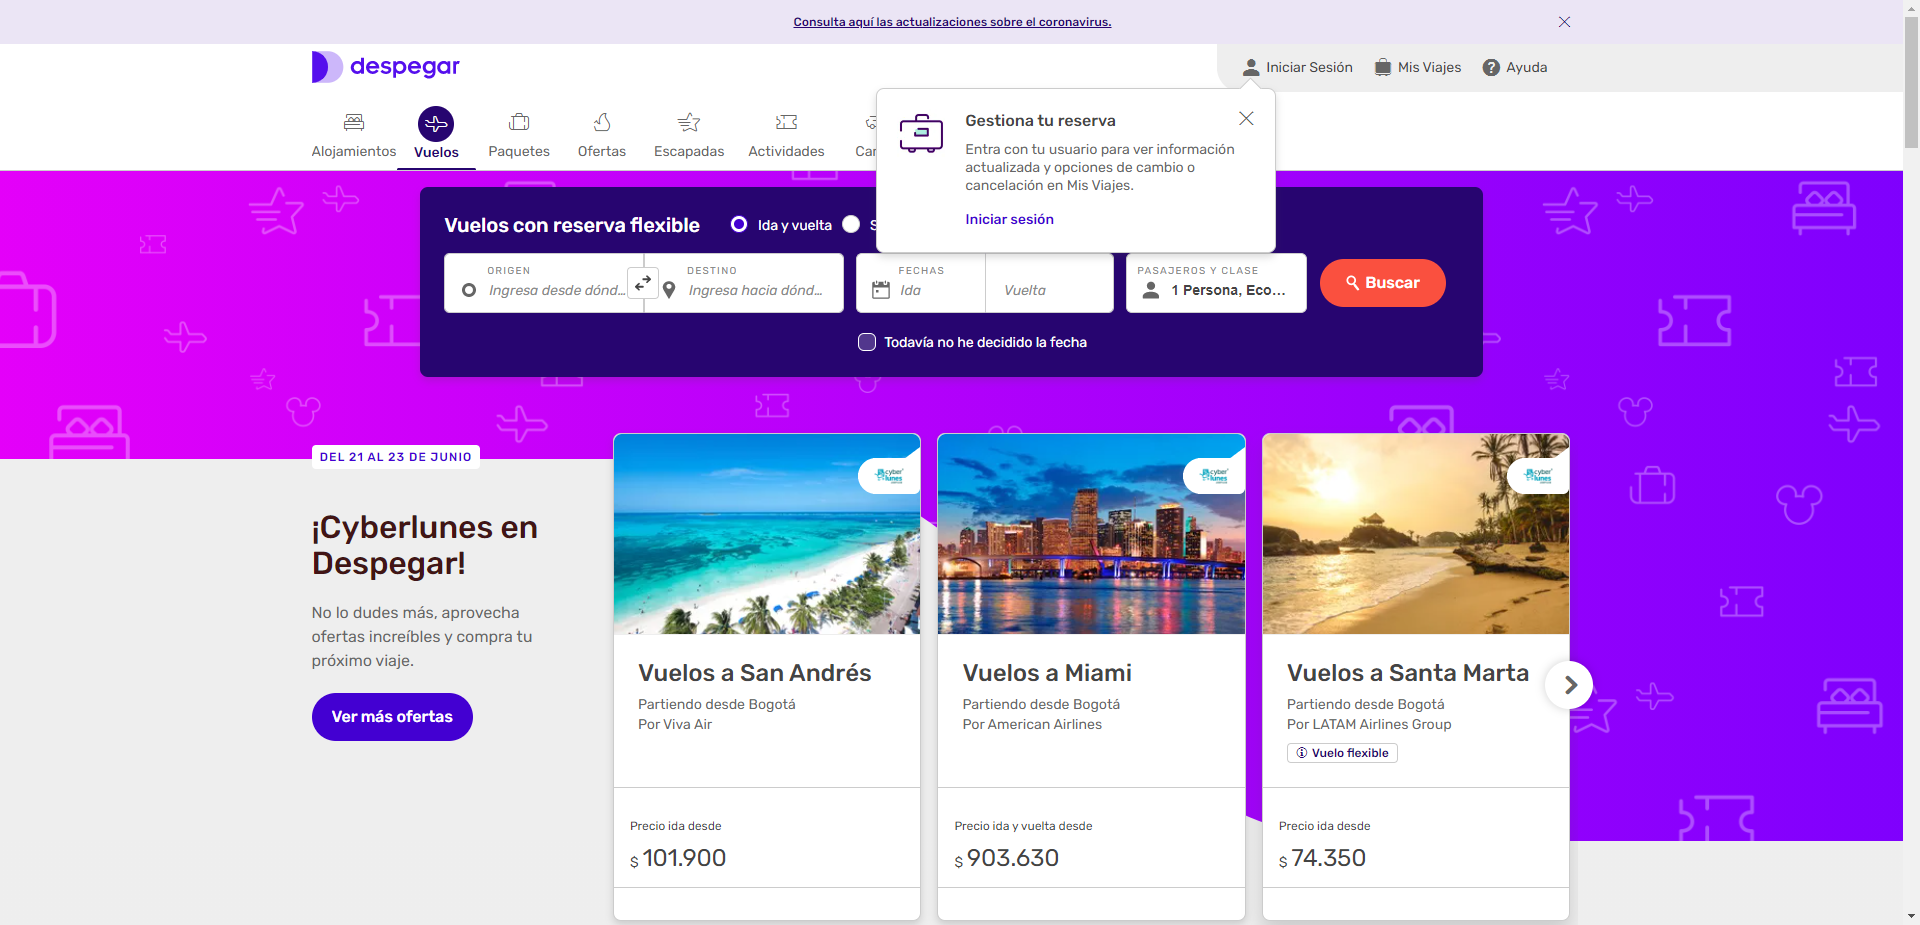 Consulta aquí las actualizaciones sobre el coronavirus.
despegar
Iniciar Sesión
Mis Viajes
Ayuda
Alojamientos
Vuelos
Paquetes
Ofertas
Escapadas
Actividades
Gestiona tu reserva
Entra con tu usuario para ver información
actualizada y opciones de cambio o
cancelación en Mis Viajes.
Iniciar sesión
Vuelos con reserva flexible
Ida y vuelta
ORIGEN
Ingresa desde dónd...
DESTINO
Ingresa hacia dónd...
FECHAS
Ida
Vuelta
PASAJEROS Y CLASE
1 Persona, Eco...
Buscar
Todavía no he decidido la fecha
DEL 21 AL 23 DE JUNIO
¡Cyberlunes en
Despegar!
No lo dudes más, aprovecha
ofertas increíbles y compra tu
próximo viaje.
Ver más ofertas
cyber
lunes
Vuelos a San Andrés
Partiendo desde Bogotá
Por Viva Air
Precio ida desde
$ 101.900
cyber
lunes
Vuelos a Miami
Partiendo desde Bogotá
Por American Airlines
Precio ida y vuelta desde
$ 903.630
cyber
lunes
Vuelos a Santa Marta
Partiendo desde Bogotá
Por LATAM Airlines Group
Vuelo flexible
Precio ida desde
$ 74.350